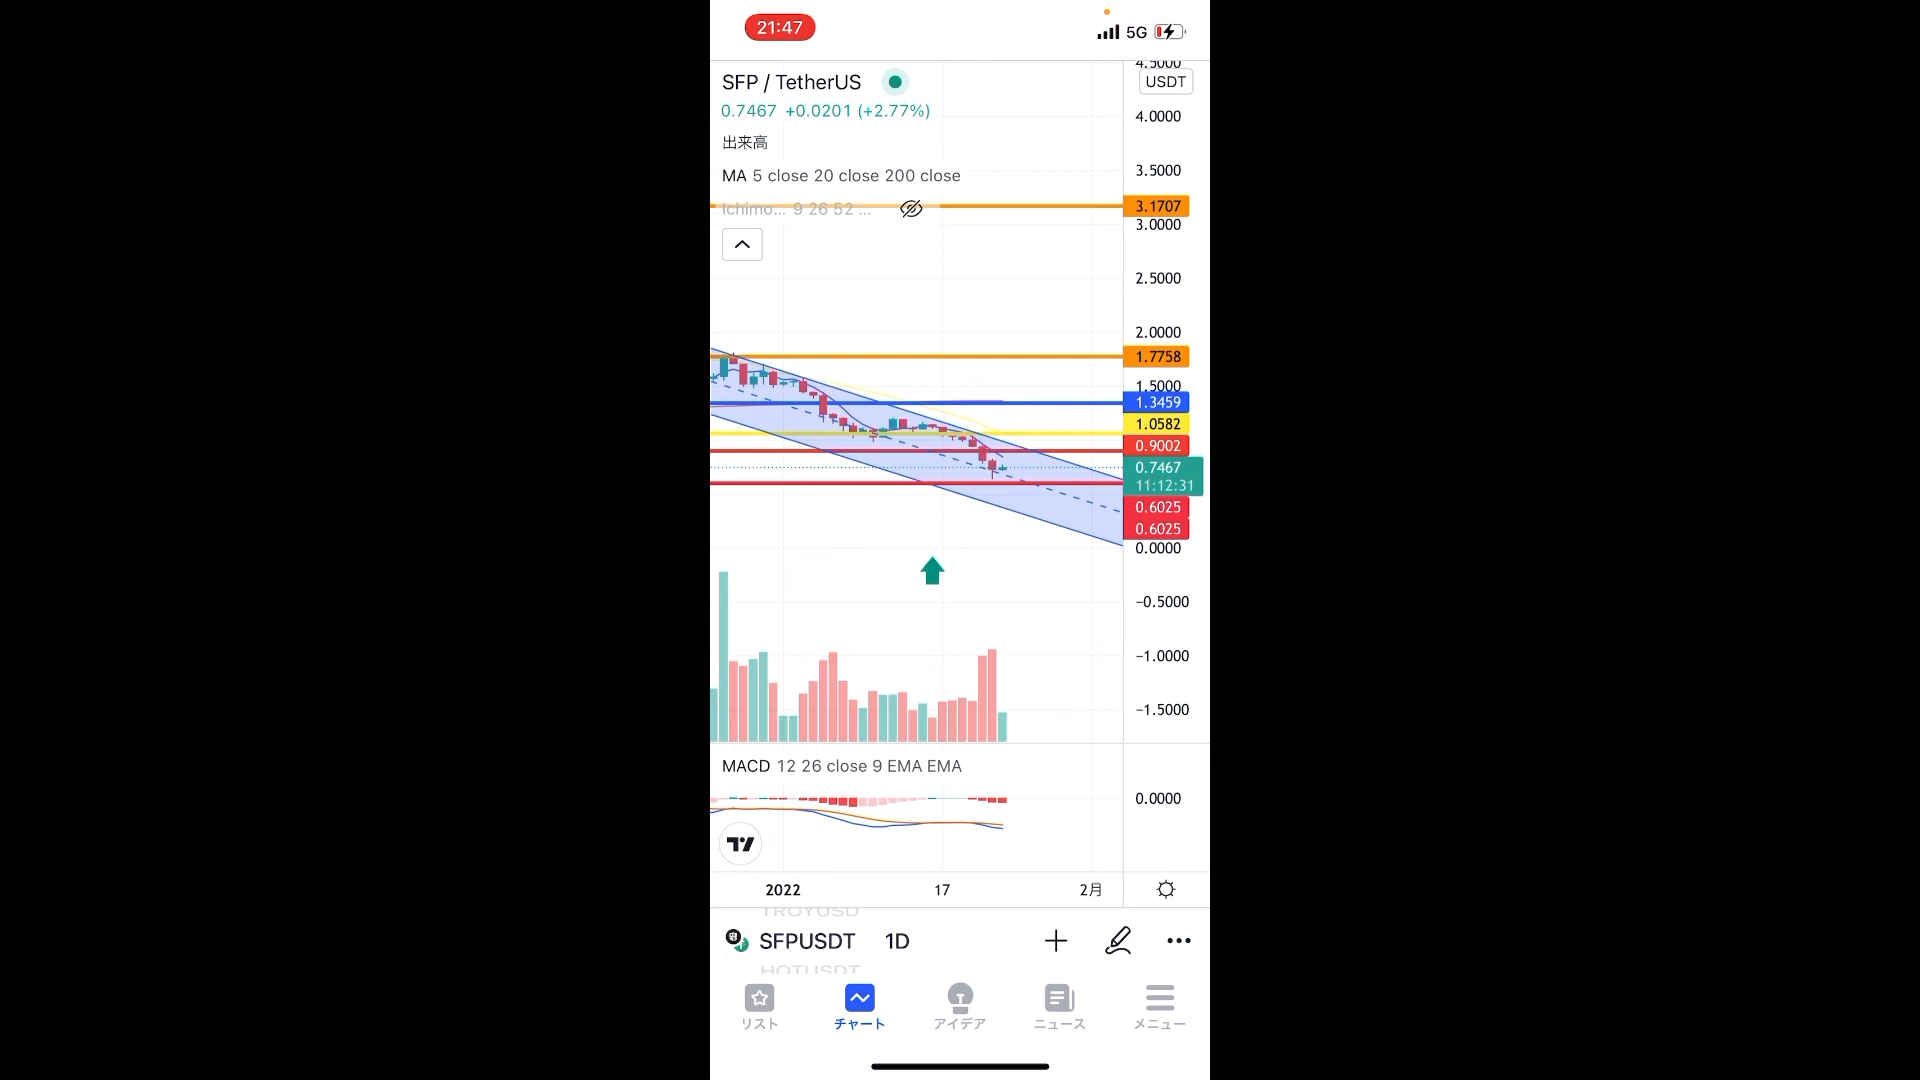 21:47
5G
4.5000
SFP / TetherUS
USDT
0.7467 +0.0201 (+2.77%)
4.0000
出来高
3.5000
MA 5 close 20 close 200 close
3.1707
Ichimo... 9 26 52 ...
3.0000
2.5000
2.0000
1.7758
1.5000
1.3459
1.0582
0.9002
0.7467
11:12:31
0.6025
0.6025
0.0000
−0.5000
−1.0000
−1.5000
MACD 12 26 close 9 EMA EMA
0.0000
2022 17 2月
TROYUSD
SFPUSDT 1D
HOTUSDT
リスト チャート アイデア ニュース メニュー